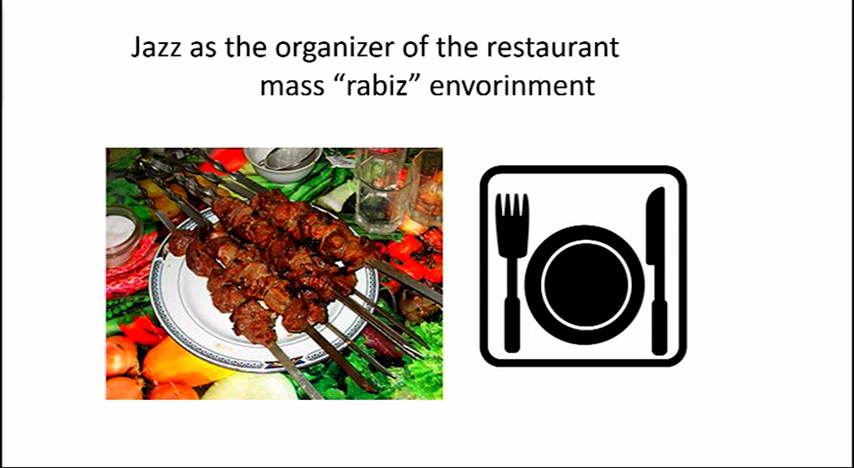 Jazz as the organizer of the restaurant
mass “rabiz” envorinment